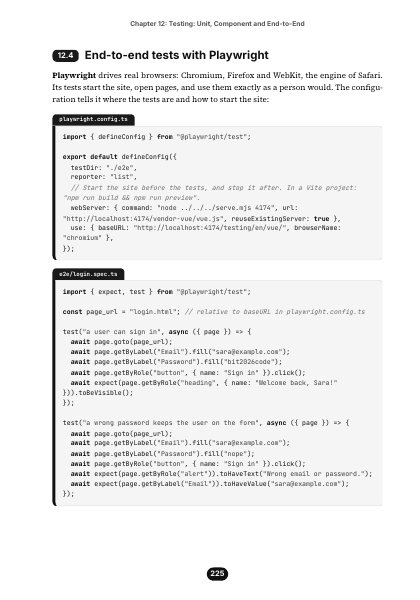 Chapter 12: Testing: Unit, Component and End-to-End
12.4 End-to-end tests with Playwright
Playwright drives real browsers: Chromium, Firefox and WebKit, the engine of Safari.
Its tests start the site, open pages, and use them exactly as a person would. The configu-
ration tells it where the tests are and how to start the site:
playwright.config.ts
import { defineConfig } from "@playwright/test";
export default defineConfig({
  testDir: "./e2e",
  reporter: "list",
  // Start the site before the tests, and stop it after. In a Vite project:
"npm run build && npm run preview".
  webServer: { command: "node ../../../serve.mjs 4174", url:
"http://localhost:4174/vendor-vue/vue.js", reuseExistingServer: true },
  use: { baseURL: "http://localhost:4174/testing/en/vue/", browserName:
"chromium" },
});
e2e/login.spec.ts
import { expect, test } from "@playwright/test";
const page_url = "login.html"; // relative to baseURL in playwright.config.ts
test("a user can sign in", async ({ page }) => {
  await page.goto(page_url);
  await page.getByLabel("Email").fill("sara@example.com");
  await page.getByLabel("Password").fill("bit2026code");
  await page.getByRole("button", { name: "Sign in" }).click();
  await expect(page.getByRole("heading", { name: "Welcome back, Sara!"
})).toBeVisible();
});
test("a wrong password keeps the user on the form", async ({ page }) => {
  await page.goto(page_url);
  await page.getByLabel("Email").fill("sara@example.com");
  await page.getByLabel("Password").fill("nope");
  await page.getByRole("button", { name: "Sign in" }).click();
  await expect(page.getByRole("alert")).toHaveText("Wrong email or password.");
  await expect(page.getByLabel("Email")).toHaveValue("sara@example.com");
});
225